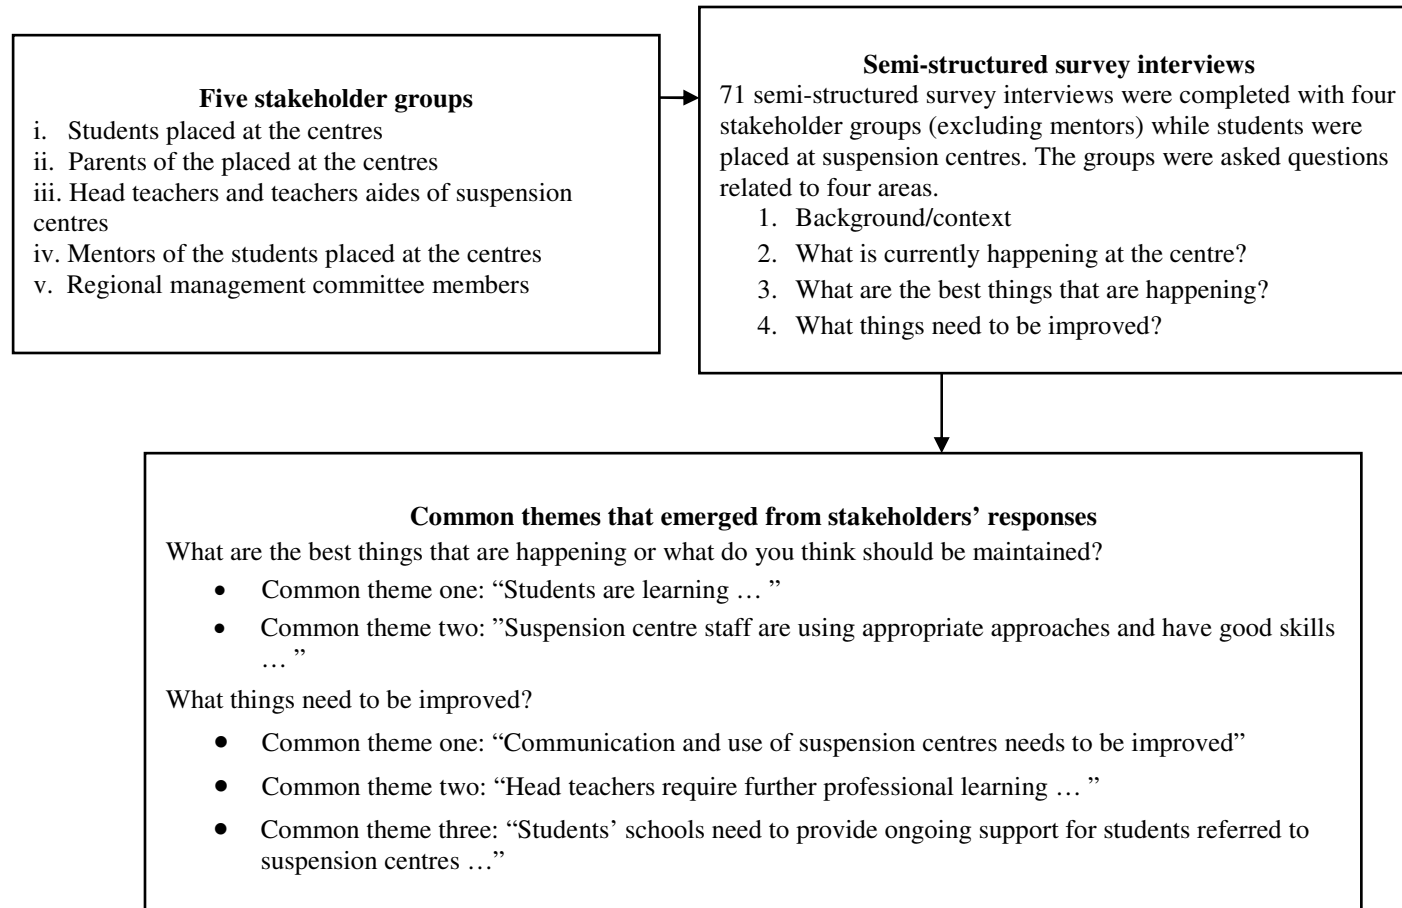 Five stakeholder groups
i. Students placed at the centres
ii. Parents of the placed at the centres
iii. Head teachers and teachers aides of suspension
centres
iv. Mentors of the students placed at the centres
v. Regional management committee members
Semi-structured survey interviews
71 semi-structured survey interviews were completed with four
stakeholder groups (excluding mentors) while students were
placed at suspension centres. The groups were asked questions
related to four areas.
1. Background/context
2. What is currently happening at the centre?
3. What are the best things that are happening?
4. What things need to be improved?
Common themes that emerged from stakeholders’ responses
What are the best things that are happening or what do you think should be maintained?
• Common theme one: “Students are learning … ”
• Common theme two: ”Suspension centre staff are using appropriate approaches and have good skills
… ”
What things need to be improved?
• Common theme one: “Communication and use of suspension centres needs to be improved”
• Common theme two: “Head teachers require further professional learning … ”
• Common theme three: “Students’ schools need to provide ongoing support for students referred to
suspension centres …”